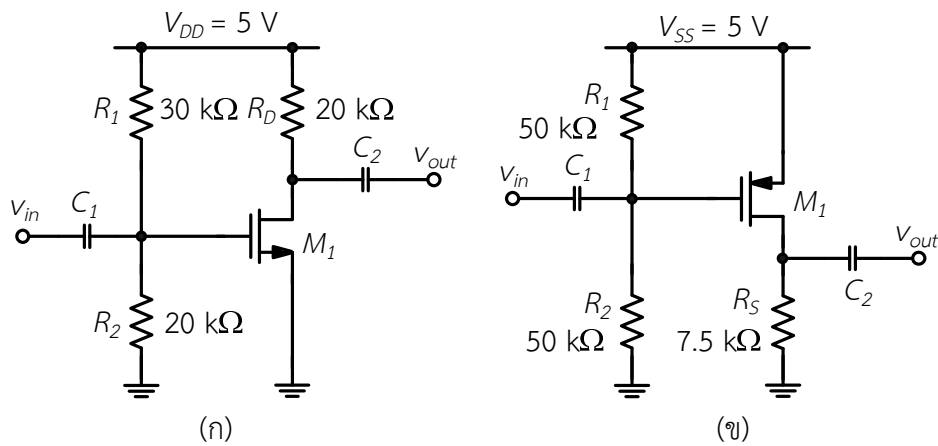 V_DD = 5 V
R_1 30 kΩ R_D 20 kΩ
C_2 v_out
v_in C_1
M_1
R_2 20 kΩ
(ก)
V_SS = 5 V
R_1
50 kΩ
v_in C_1
M_1
v_out
C_2
R_2 R_S
50 kΩ 7.5 kΩ
(ข)